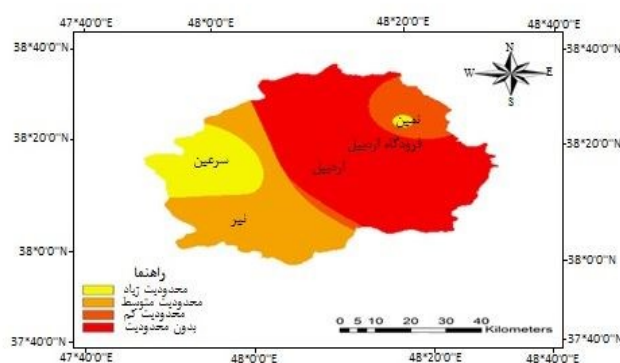 47°40'0"E 48°0'0"E 48°20'0"E 48°40'0"E
38°40'0"N 38°40'0"N
N
W E
S
نمین
38°20'0"N 38°20'0"N
فرودگاه اردبیل
سرعین
اردبیل
نیر
38°0'0"N 38°0'0"N
راهنما
محدودیت زیاد
محدودیت متوسط
محدودیت کم
بدون محدودیت
0 5 10 20 30 40
Kilometers
37°40'0"N 37°40'0"N
47°40'0"E 48°0'0"E 48°20'0"E 48°40'0"E